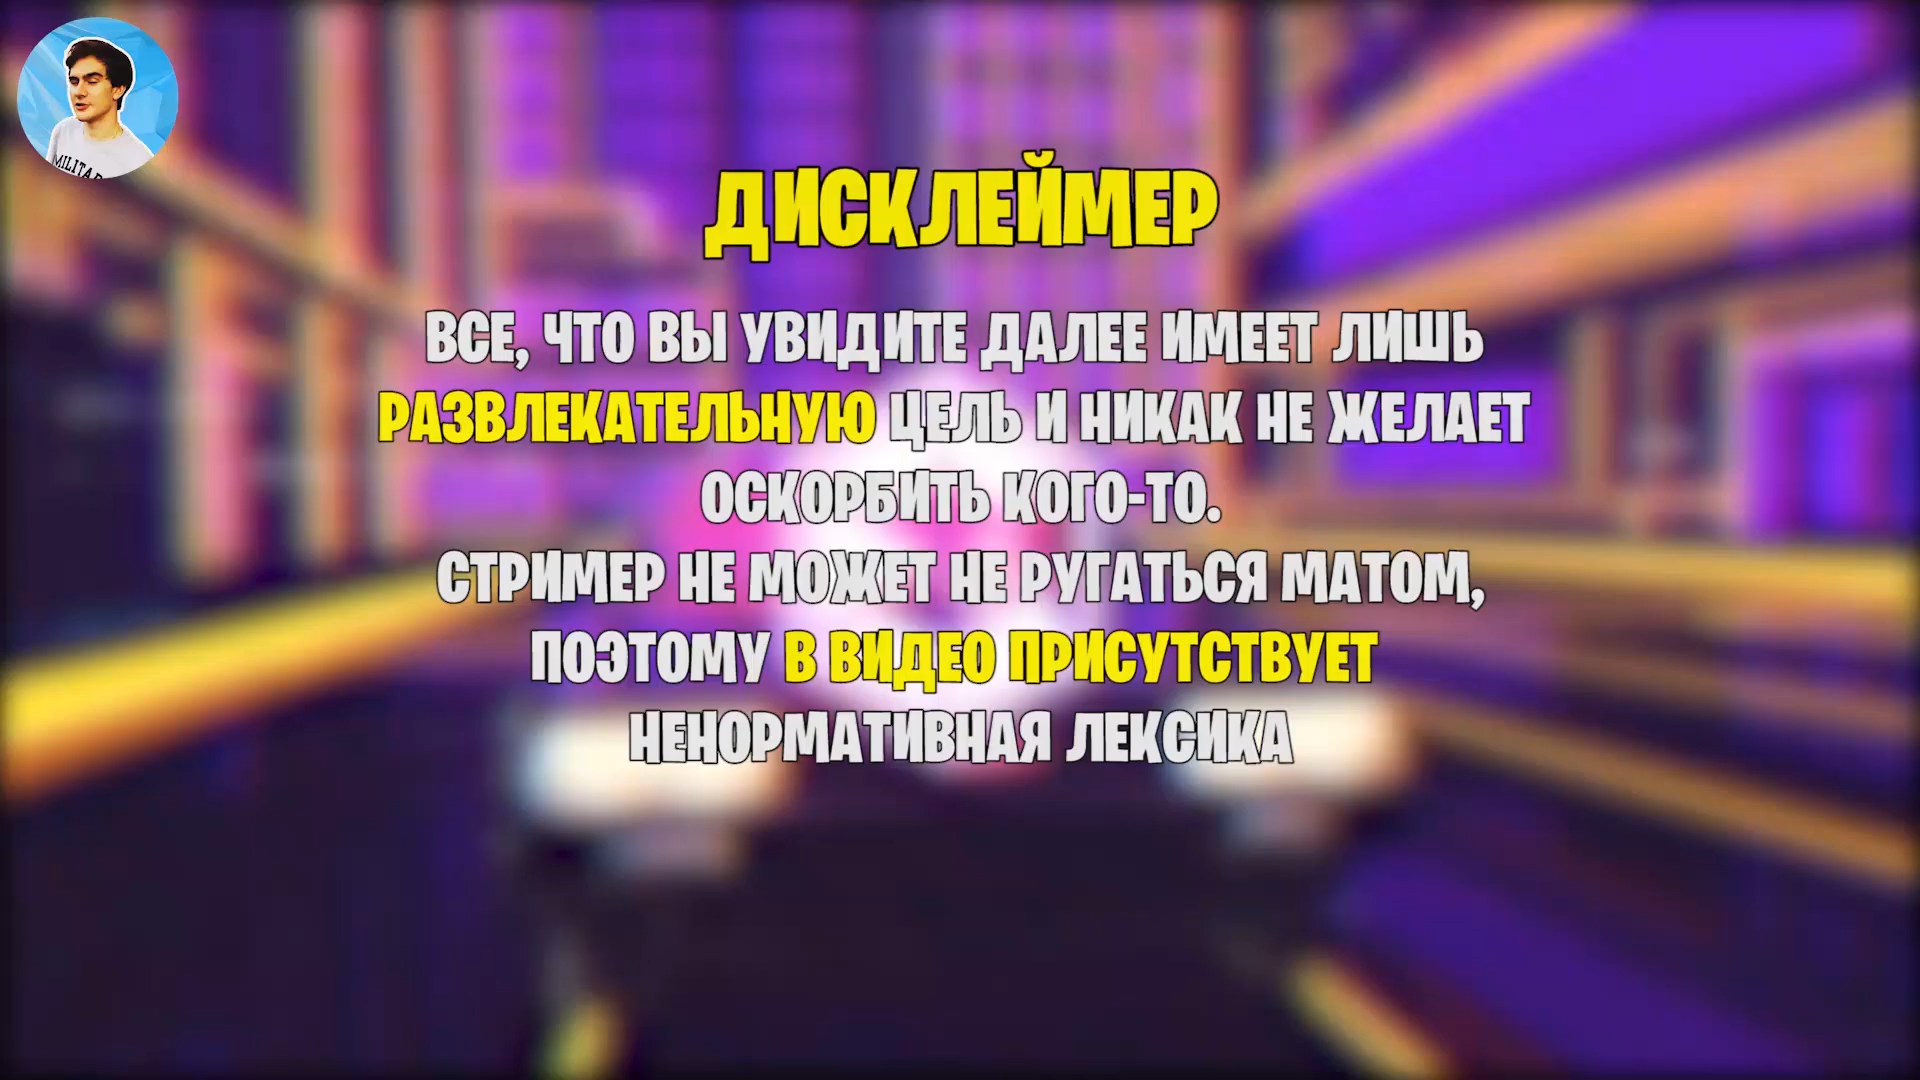 MILITAR
ДИСКЛЕЙМЕР
ВСЕ, ЧТО ВЫ УВИДИТЕ ДАЛЕЕ ИМЕЕТ ЛИШЬ
РАЗВЛЕКАТЕЛЬНУЮ ЦЕЛЬ И НИКАК НЕ ЖЕЛАЕТ
ОСКОРБИТЬ КОГО-ТО.
СТРИМЕР НЕ МОЖЕТ НЕ РУГАТЬСЯ МАТОМ,
ПОЭТОМУ В ВИДЕО ПРИСУТСТВУЕТ
НЕНОРМАТИВНАЯ ЛЕКСИКА